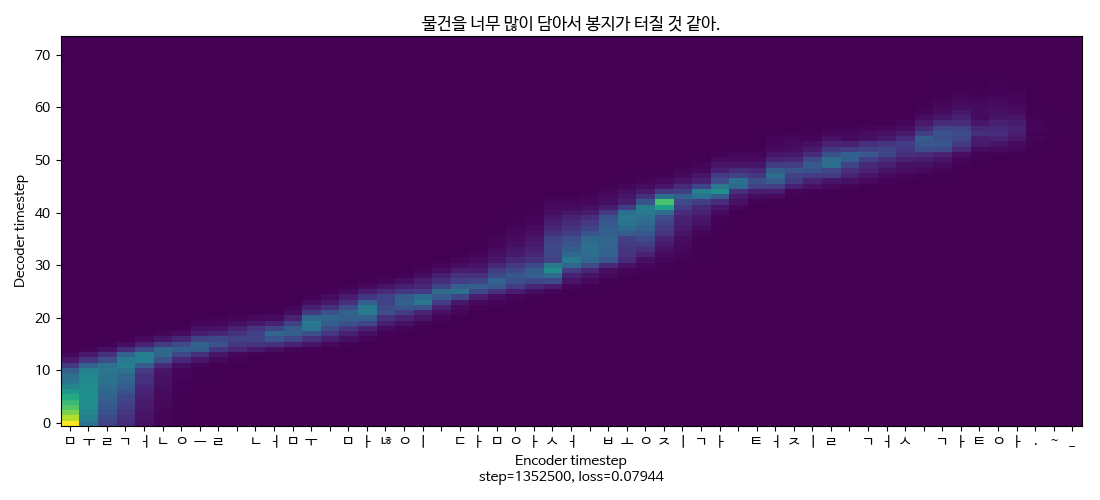 물건을 너무 많이 담아서 봉지가 터질 것 같아.
70
60
50
40
30
20
10
0
Decoder timestep
ㅁㅜㄹㄱㅓㄴㅇㅡㄹ ㄴㅓㅁㅜ ㅁㅏㄶㅇㅣ ㄷㅏㅁㅇㅏㅅㅓ ㅂㅗㅇㅈㅣㄱㅏ ㅌㅓㅈㅣㄹ ㄱㅓㅅ ㄱㅏㅌㅇㅏ.~_
Encoder timestep
step=1352500, loss=0.07944